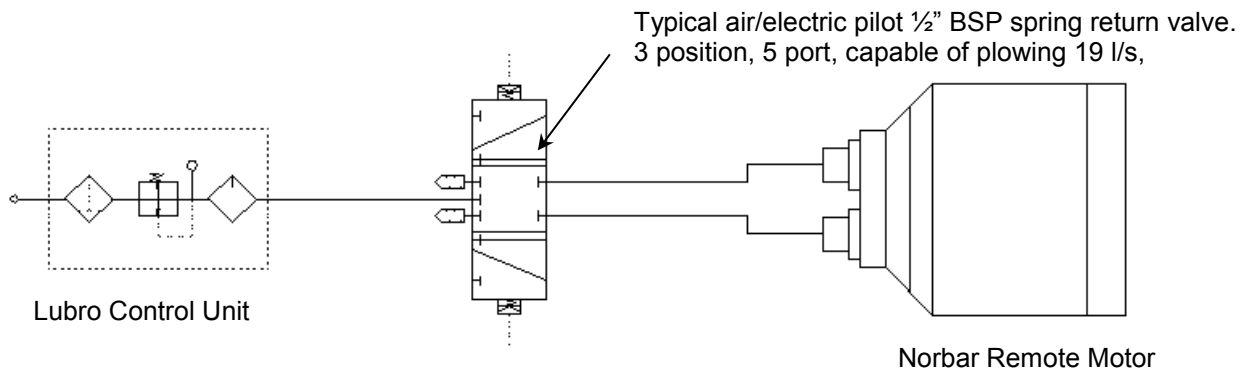 Typical air/electric pilot ½” BSP spring return valve.
3 position, 5 port, capable of plowing 19 l/s,
Lubro Control Unit
Norbar Remote Motor